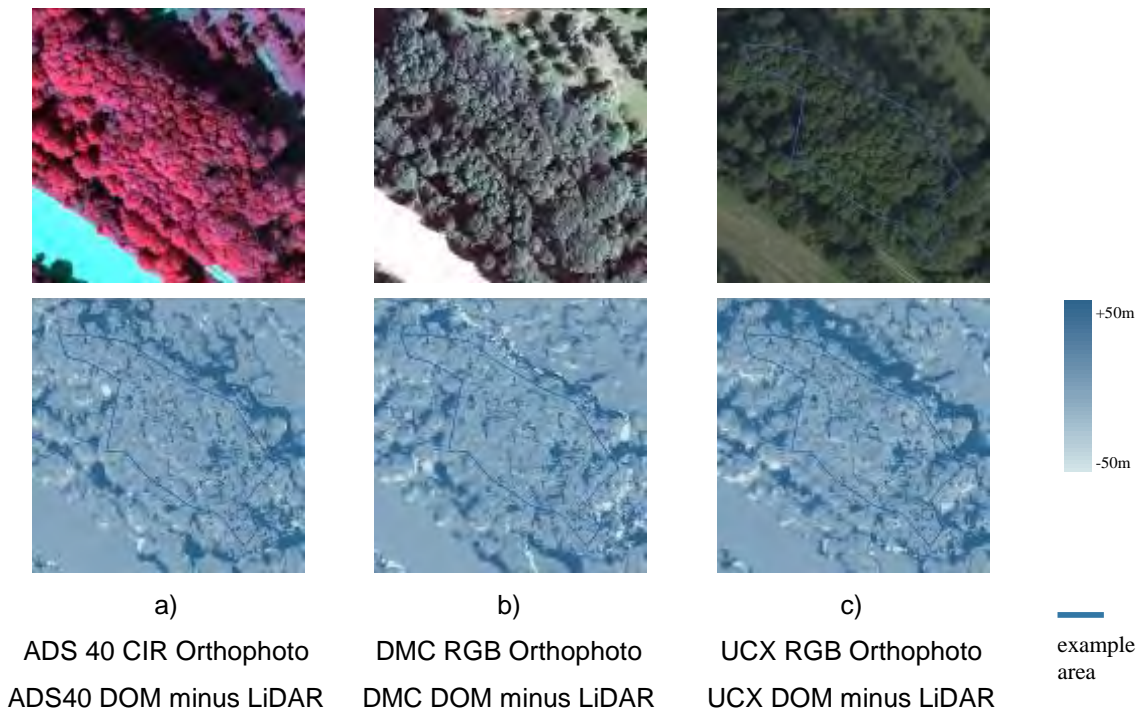 +50m
-50m
a)
b)
c)
ADS 40 CIR Orthophoto
DMC RGB Orthophoto
UCX RGB Orthophoto
example
area
ADS40 DOM minus LiDAR
DMC DOM minus LiDAR
UCX DOM minus LiDAR